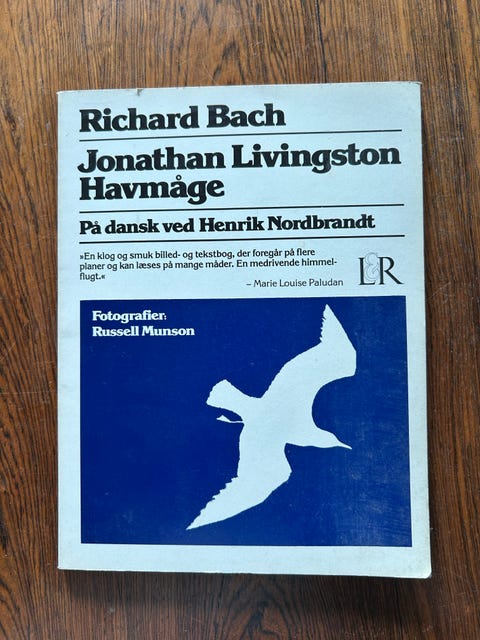 Richard Bach
Jonathan Livingston
Havmåge
På dansk ved Henrik Nordbrandt
»En klog og smuk billed- og tekstbog, der foregår på flere
planer og kan læses på mange måder. En medrivende himmel-
flugt.«
– Marie Louise Paludan
L&R
Fotografier:
Russell Munson